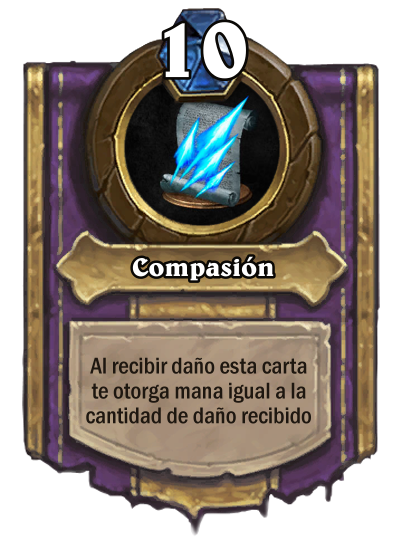 10
Compasión
Al recibir daño esta carta
te otorga mana igual a la
cantidad de daño recibido